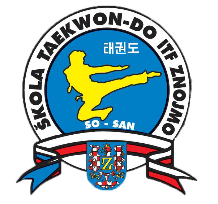 ŠKOLA TAEKWON-DO ITF ZNOJMO
태권도
SO - SAN